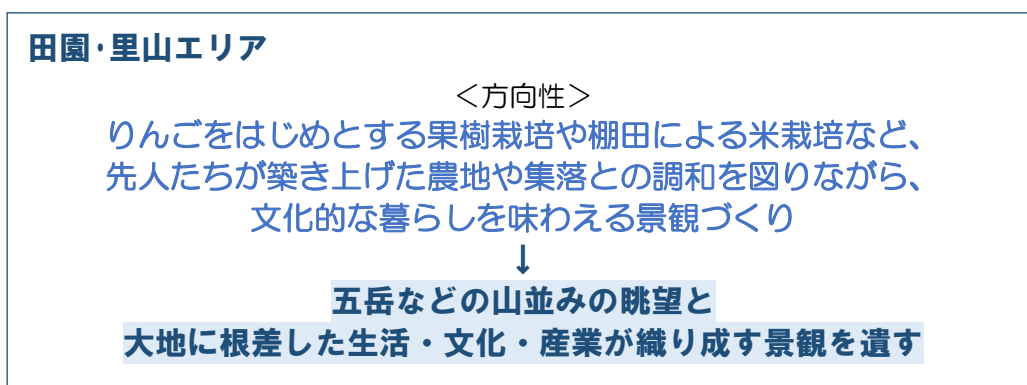 田園・里山エリア
＜方向性＞
りんごをはじめとする果樹栽培や棚田による米栽培など、
先人たちが築き上げた農地や集落との調和を図りながら、
文化的な暮らしを味わえる景観づくり
↓
五岳などの山並みの眺望と
大地に根差した生活・文化・産業が織り成す景観を遺す